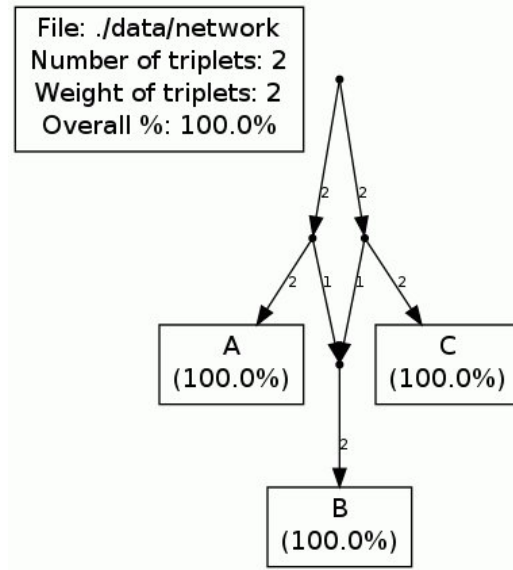 File: ./data/network
Number of triplets: 2
Weight of triplets: 2
Overall %: 100.0%
2 2
2 1 1 2
A
(100.0%)
C
(100.0%)
2
B
(100.0%)